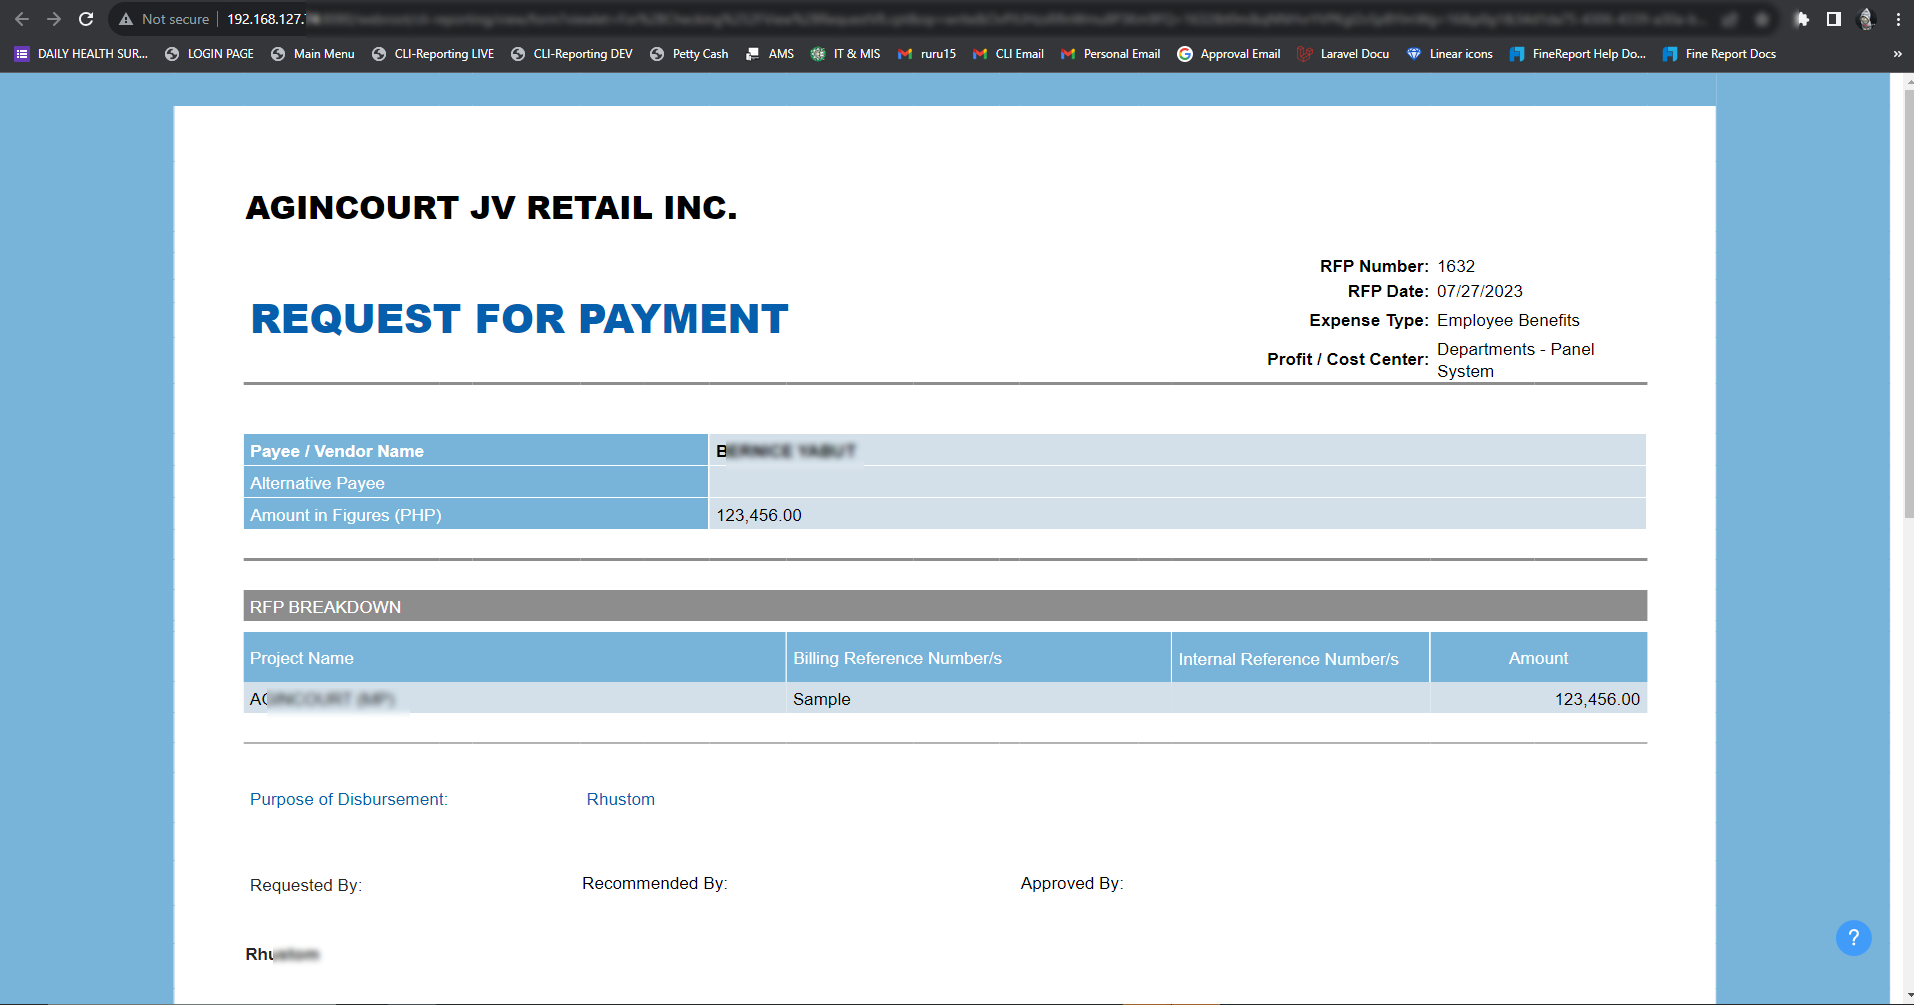 Not secure 192.168.127.
DAILY HEALTH SUR... LOGIN PAGE Main Menu CLI-Reporting LIVE CLI-Reporting DEV Petty Cash AMS IT & MIS ruru15 CLI Email Personal Email Approval Email Laravel Docu Linear icons FineReport Help Do... Fine Report Docs »
AGINCOURT JV RETAIL INC.
REQUEST FOR PAYMENT
RFP Number: 1632
RFP Date: 07/27/2023
Expense Type: Employee Benefits
Profit / Cost Center: Departments - Panel System
Payee / Vendor Name
Alternative Payee
Amount in Figures (PHP) 123,456.00
RFP BREAKDOWN
Project Name Billing Reference Number/s Internal Reference Number/s Amount
Sample 123,456.00
Purpose of Disbursement: Rhustom
Requested By: Recommended By: Approved By:
?